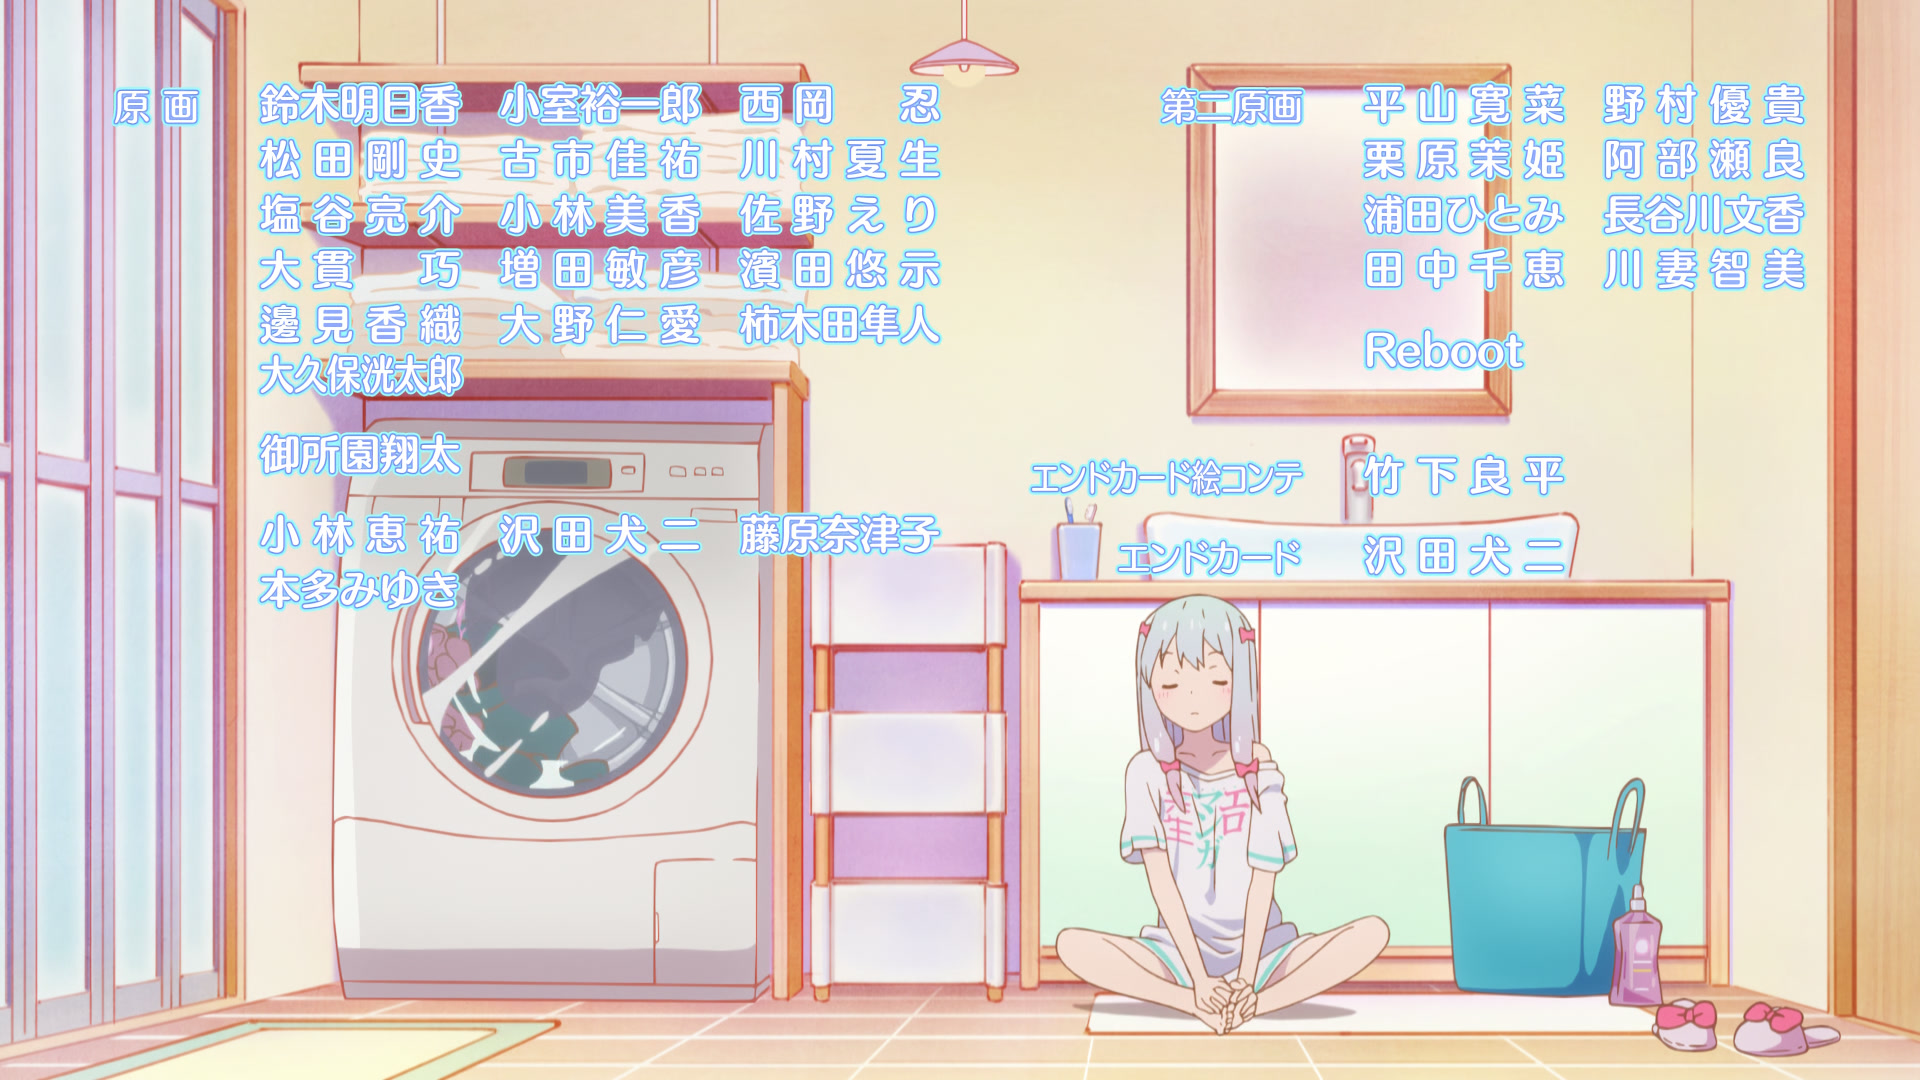 原画 鈴木明日香 小室裕一郎 西岡 忍
松田剛史 古市佳祐 川村夏生
塩谷亮介 小林美香 佐野えり
大貫 巧 増田敏彦 濱田悠示
邊見香織 大野仁愛 柿木田隼人
大久保洸太郎
御所園翔太
小林恵祐 沢田犬二 藤原奈津子
本多みゆき
第二原画 平山寛菜 野村優貴
栗原茉姫 阿部瀬良
浦田ひとみ 長谷川文香
田中千恵 川妻智美
Reboot
エンドカード絵コンテ 竹下良平
エンドカード 沢田犬二
エロ
マンガ
先生